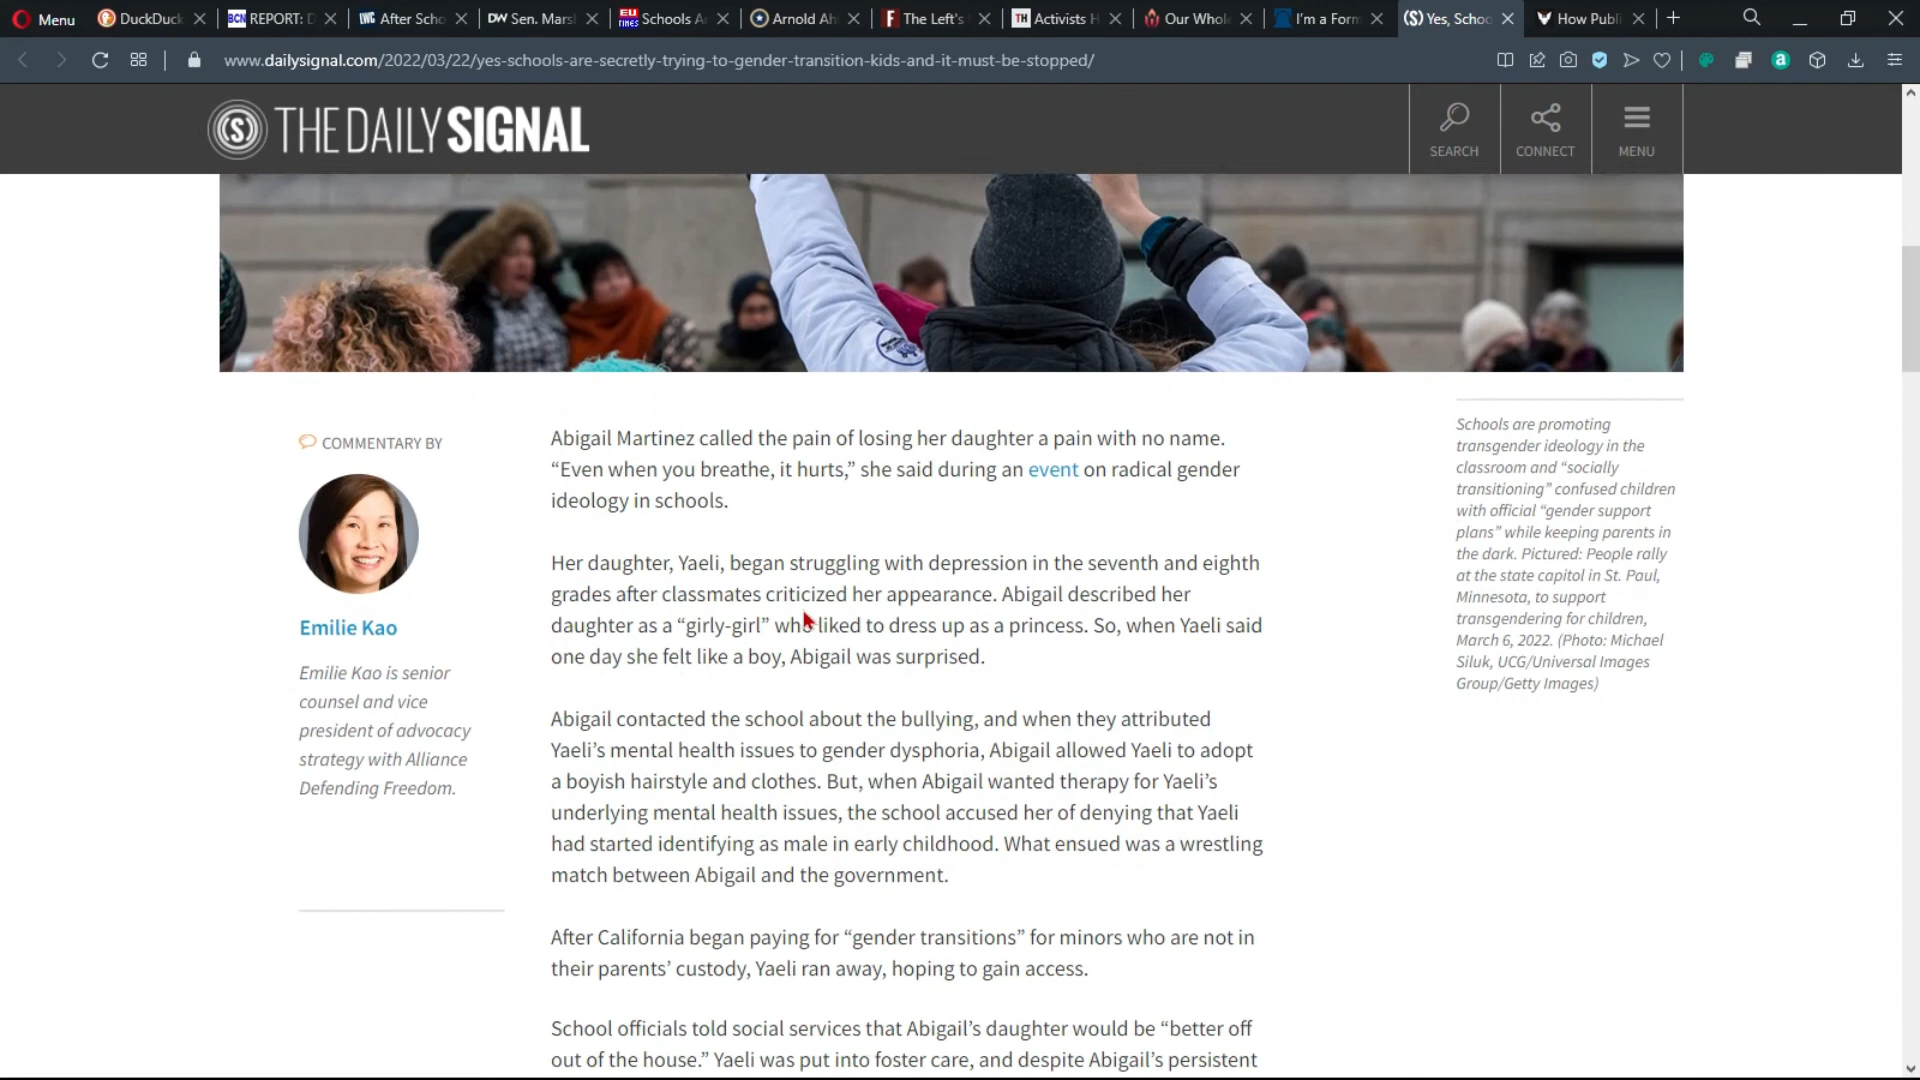 Menu
DuckDuck
BCN REPORT: D
IWC After Scho
DW Sen. Mars
EU TIMES Schools A
Arnold Ah
F The Left's
TH Activists H
Our Whol
I'm a Form
(S) Yes, Scho
How Publi
www.dailysignal.com/2022/03/22/yes-schools-are-secretly-trying-to-gender-transition-kids-and-it-must-be-stopped/
(S) THE DAILY SIGNAL
SEARCH
CONNECT
MENU
COMMENTARY BY
Emilie Kao
Emilie Kao is senior
counsel and vice
president of advocacy
strategy with Alliance
Defending Freedom.
Abigail Martinez called the pain of losing her daughter a pain with no name.
“Even when you breathe, it hurts,” she said during an event on radical gender
ideology in schools.
Her daughter, Yaeli, began struggling with depression in the seventh and eighth
grades after classmates criticized her appearance. Abigail described her
daughter as a “girly-girl” who liked to dress up as a princess. So, when Yaeli said
one day she felt like a boy, Abigail was surprised.
Abigail contacted the school about the bullying, and when they attributed
Yaeli’s mental health issues to gender dysphoria, Abigail allowed Yaeli to adopt
a boyish hairstyle and clothes. But, when Abigail wanted therapy for Yaeli’s
underlying mental health issues, the school accused her of denying that Yaeli
had started identifying as male in early childhood. What ensued was a wrestling
match between Abigail and the government.
After California began paying for “gender transitions” for minors who are not in
their parents’ custody, Yaeli ran away, hoping to gain access.
School officials told social services that Abigail’s daughter would be “better off
out of the house.” Yaeli was put into foster care, and despite Abigail’s persistent
Schools are promoting
transgender ideology in the
classroom and “socially
transitioning” confused children
with official “gender support
plans” while keeping parents in
the dark. Pictured: People rally
at the state capitol in St. Paul,
Minnesota, to support
transgendering for children,
March 6, 2022. (Photo: Michael
Siluk, UCG/Universal Images
Group/Getty Images)